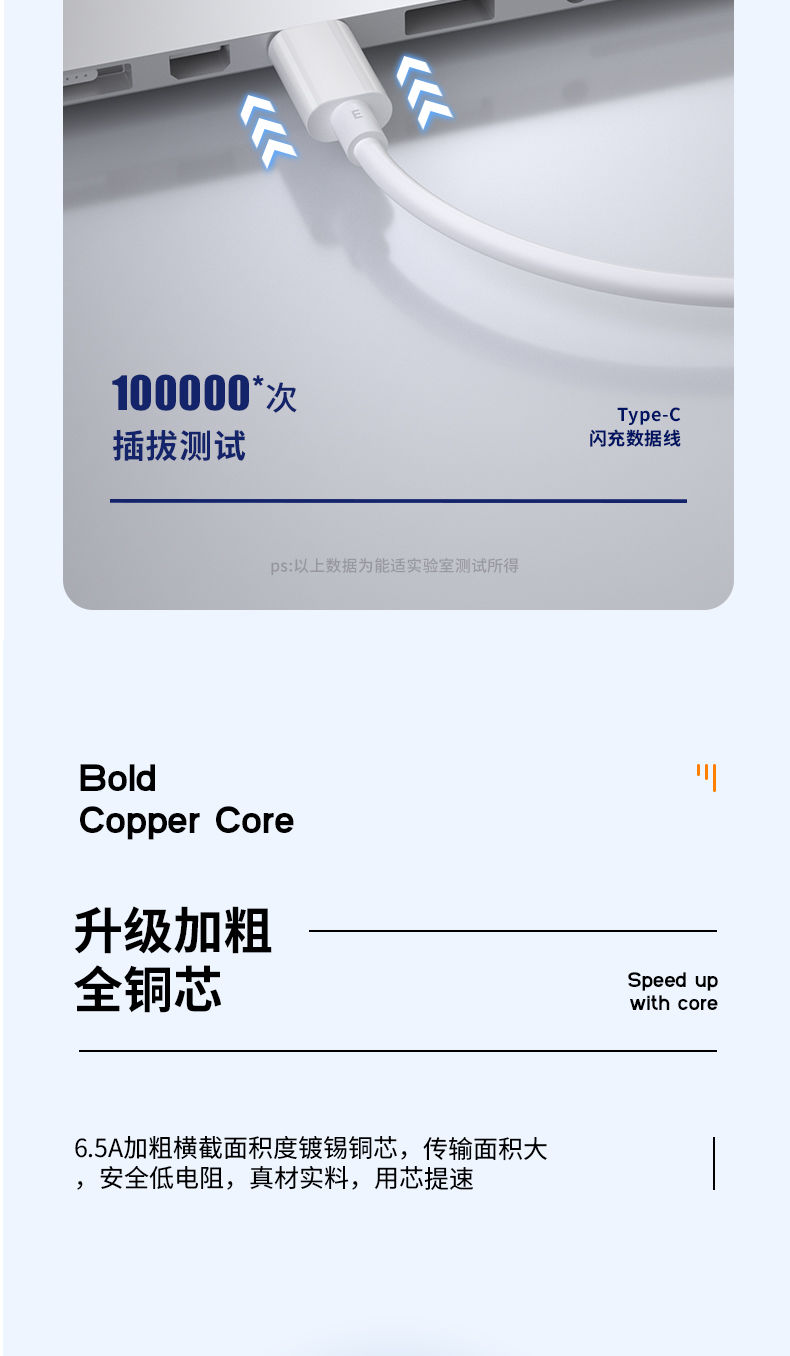 100000*次
插拔测试
Type-C
闪充数据线
ps:以上数据为能适实验室测试所得
Bold
Copper Core
升级加粗
全铜芯
Speed up
with core
6.5A加粗横截面积度镀锡铜芯，传输面积大
，安全低电阻，真材实料，用芯提速